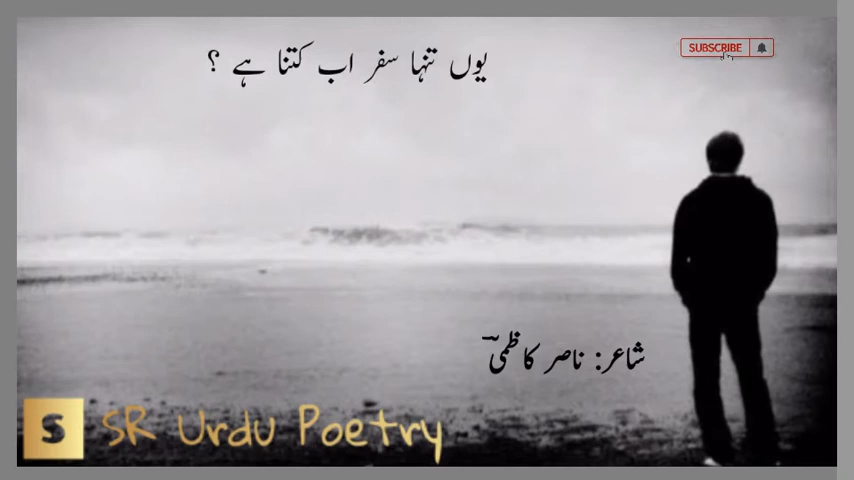 یوں تنہا سفر اب کتنا ہے ؟
SUBSCRIBE
شاعر: ناصر کاظمیؔ
S
SR Urdu Poetry